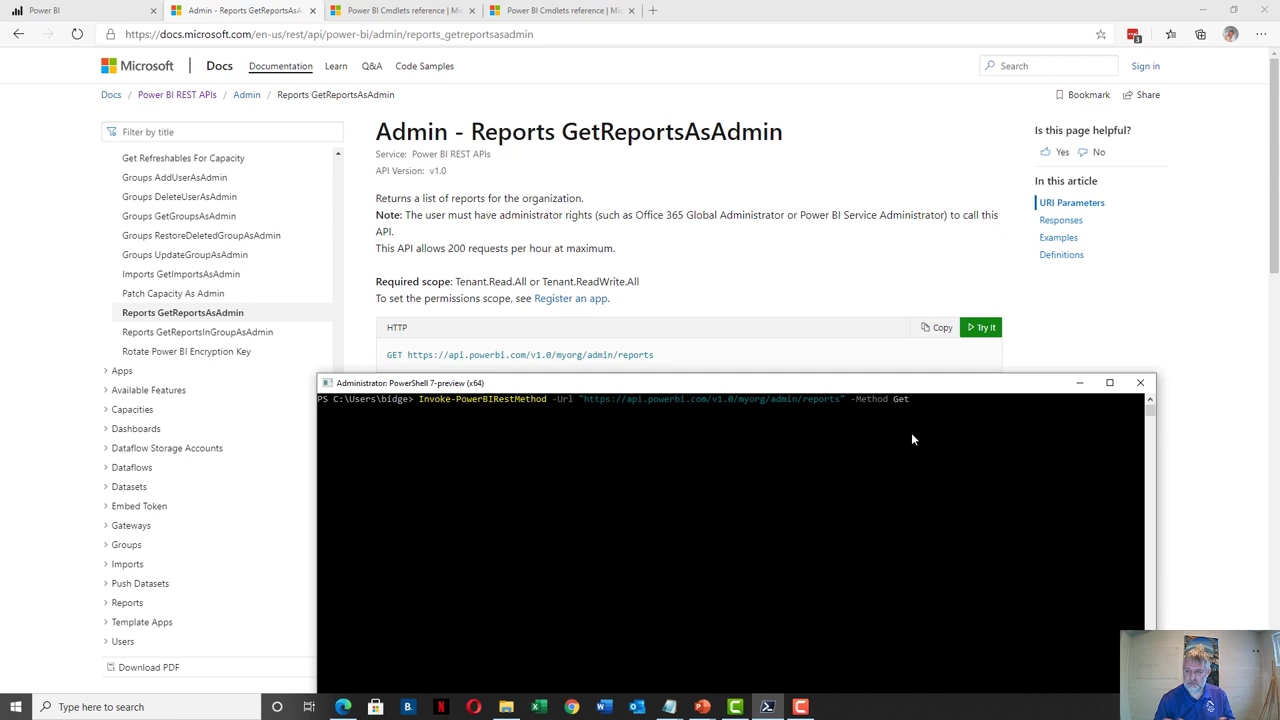 Power BI
Admin - Reports GetReportsAsA
Power BI Cmdlets reference | Mi
Power BI Cmdlets reference | Mi
https://docs.microsoft.com/en-us/rest/api/power-bi/admin/reports_getreportsasadmin
3
Microsoft
Docs
Documentation
Learn
Q&A
Code Samples
Search
Sign in
Docs
Power BI REST APIs
Admin
Reports GetReportsAsAdmin
Bookmark
Share
Filter by title
Get Refreshables For Capacity
Groups AddUserAsAdmin
Groups DeleteUserAsAdmin
Groups GetGroupsAsAdmin
Groups RestoreDeletedGroupAsAdmin
Groups UpdateGroupAsAdmin
Imports GetImportsAsAdmin
Patch Capacity As Admin
Reports GetReportsAsAdmin
Reports GetReportsInGroupAsAdmin
Rotate Power BI Encryption Key
Apps
Available Features
Capacities
Dashboards
Dataflow Storage Accounts
Dataflows
Datasets
Embed Token
Gateways
Groups
Imports
Push Datasets
Reports
Template Apps
Users
Download PDF
Admin - Reports GetReportsAsAdmin
Service: Power BI REST APIs
API Version: v1.0
Returns a list of reports for the organization.
Note: The user must have administrator rights (such as Office 365 Global Administrator or Power BI Service Administrator) to call this
API.
This API allows 200 requests per hour at maximum.
Required scope: Tenant.Read.All or Tenant.ReadWrite.All
To set the permissions scope, see Register an app.
HTTP
Copy
Try It
GET https://api.powerbi.com/v1.0/myorg/admin/reports
Is this page helpful?
Yes
No
In this article
URI Parameters
Responses
Examples
Definitions
Administrator: PowerShell 7-preview (x64)
PS C:\Users\bidge> Invoke-PowerBIRestMethod -Url "https://api.powerbi.com/v1.0/myorg/admin/reports" -Method Get
Type here to search